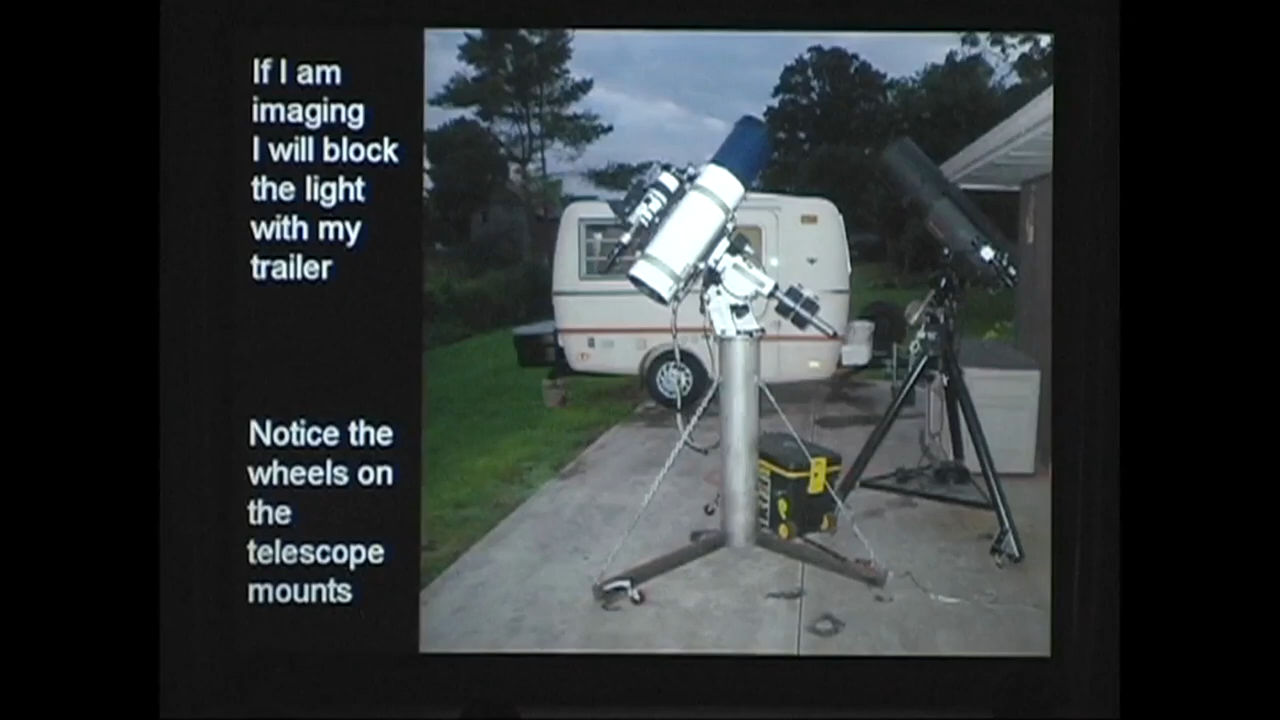 If I am
imaging
I will block
the light
with my
trailer
Notice the
wheels on
the
telescope
mounts